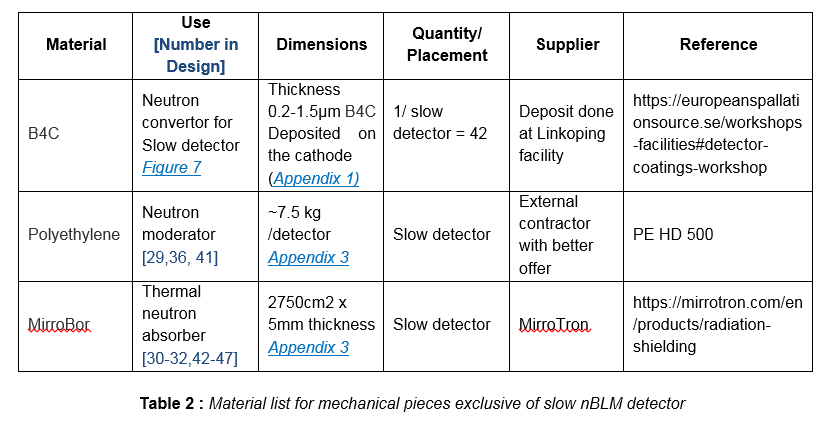 Material
Use
[Number in
Design]
Dimensions
Quantity/
Placement
Supplier
Reference
B4C
Neutron
convertor for
Slow detector
Figure 7
Thickness
0.2-1.5µm B4C
Deposited on
the cathode
(Appendix 1)
1/ slow
detector = 42
Deposit done
at Linkoping
facility
https://europeanspallati
onsource.se/workshops
-facilities#detector-
coatings-workshop
Polyethylene
Neutron
moderator
[29,36, 41]
~7.5 kg
/detector
Appendix 3
Slow detector
External
contractor
with better
offer
PE HD 500
MirroBor
Thermal
neutron
absorber
[30-32,42-47]
2750cm2 x
5mm thickness
Appendix 3
Slow detector
MirroTron
https://mirrotron.com/en
/products/radiation-
shielding
Table 2 : Material list for mechanical pieces exclusive of slow nBLM detector